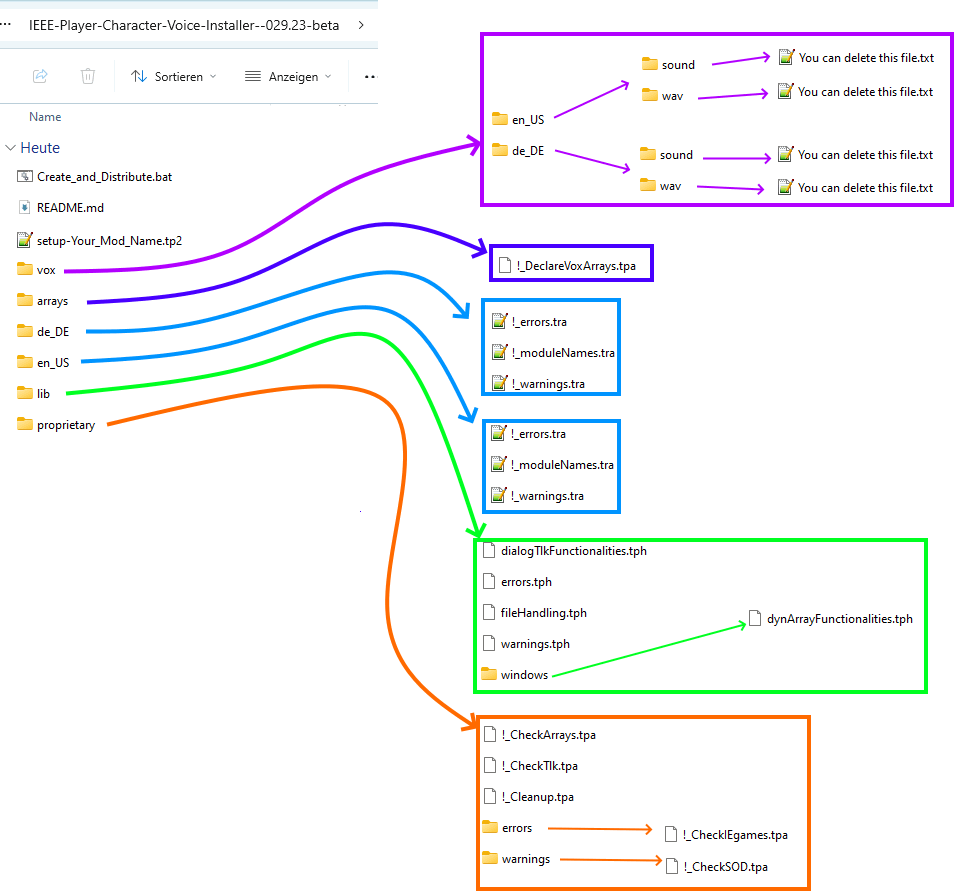 IEEE-Player-Character-Voice-Installer--029.23-beta
Sortieren
Anzeigen
Name
Heute
Create_and_Distribute.bat
README.md
setup-Your_Mod_Name.tp2
vox
arrays
de_DE
en_US
lib
proprietary
en_US
de_DE
sound
wav
You can delete this file.txt
You can delete this file.txt
sound
wav
You can delete this file.txt
You can delete this file.txt
!_DeclareVoxArrays.tpa
!_errors.tra
!_moduleNames.tra
!_warnings.tra
!_errors.tra
!_moduleNames.tra
!_warnings.tra
dialogTlkFunctionalities.tph
errors.tph
fileHandling.tph
warnings.tph
windows
dynArrayFunctionalities.tph
!_CheckArrays.tpa
!_CheckTlk.tpa
!_Cleanup.tpa
errors
!_CheckIEgames.tpa
warnings
!_CheckSOD.tpa